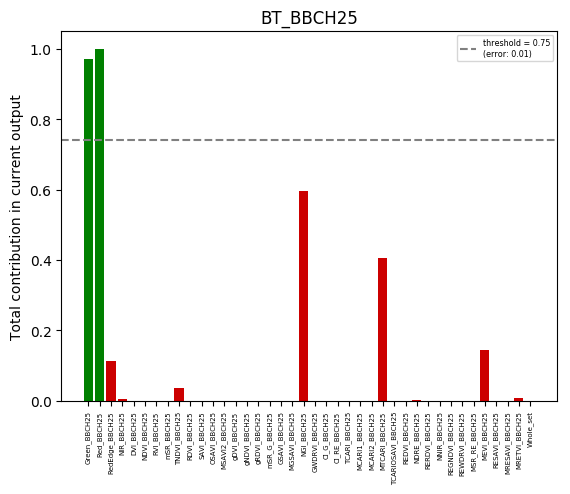 BT_BBCH25
threshold = 0.75
(error: 0.01)
Total contribution in current output
1.0
0.8
0.6
0.4
0.2
0.0
Green_BBCH25
Red_BBCH25
RedEdge_BBCH25
NIR_BBCH25
DVI_BBCH25
NDVI_BBCH25
RVI_BBCH25
mSR_BBCH25
TNDVI_BBCH25
RDVI_BBCH25
SAVI_BBCH25
OSAVI_BBCH25
MSAVI2_BBCH25
gDVI_BBCH25
gNDVI_BBCH25
gRDVI_BBCH25
mSR_G_BBCH25
GSAVI_BBCH25
MGSAVI_BBCH25
NGI_BBCH25
GWDRVI_BBCH25
CI_G_BBCH25
CI_RE_BBCH25
TCARI_BBCH25
MCARI1_BBCH25
MCARI2_BBCH25
MTCARI_BBCH25
TCARIOSAVI_BBCH25
REDVI_BBCH25
NDRE_BBCH25
RERDVI_BBCH25
NNIR_BBCH25
REGNDVI_BBCH25
REWDRVI_BBCH25
MSR_RE_BBCH25
MEVI_BBCH25
RESAVI_BBCH25
MRESAVI_BBCH25
MRETVI_BBCH25
Whole_set